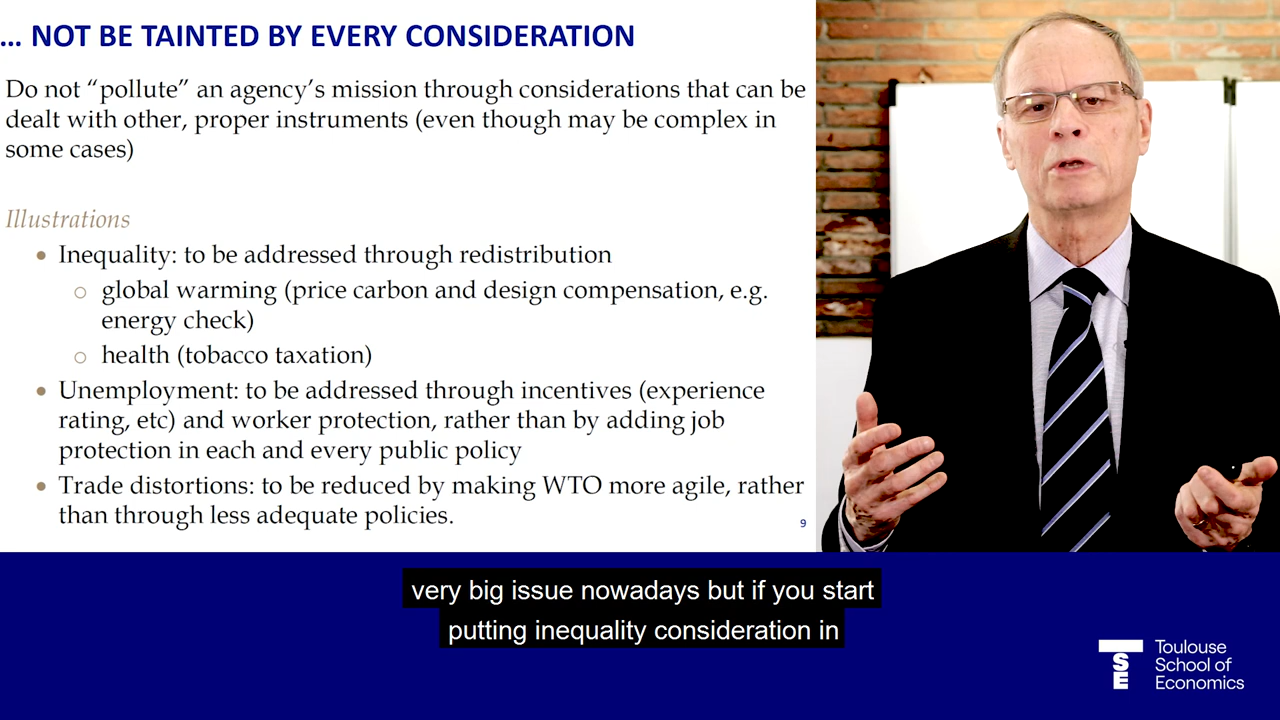 ... NOT BE TAINTED BY EVERY CONSIDERATION
Do not “pollute” an agency’s mission through considerations that can be
dealt with other, proper instruments (even though may be complex in
some cases)
Illustrations
• Inequality: to be addressed through redistribution
○ global warming (price carbon and design compensation, e.g.
energy check)
○ health (tobacco taxation)
• Unemployment: to be addressed through incentives (experience
rating, etc) and worker protection, rather than by adding job
protection in each and every public policy
• Trade distortions: to be reduced by making WTO more agile, rather
than through less adequate policies.
9
very big issue nowadays but if you start
putting inequality consideration in
TSE
Toulouse
School of
Economics